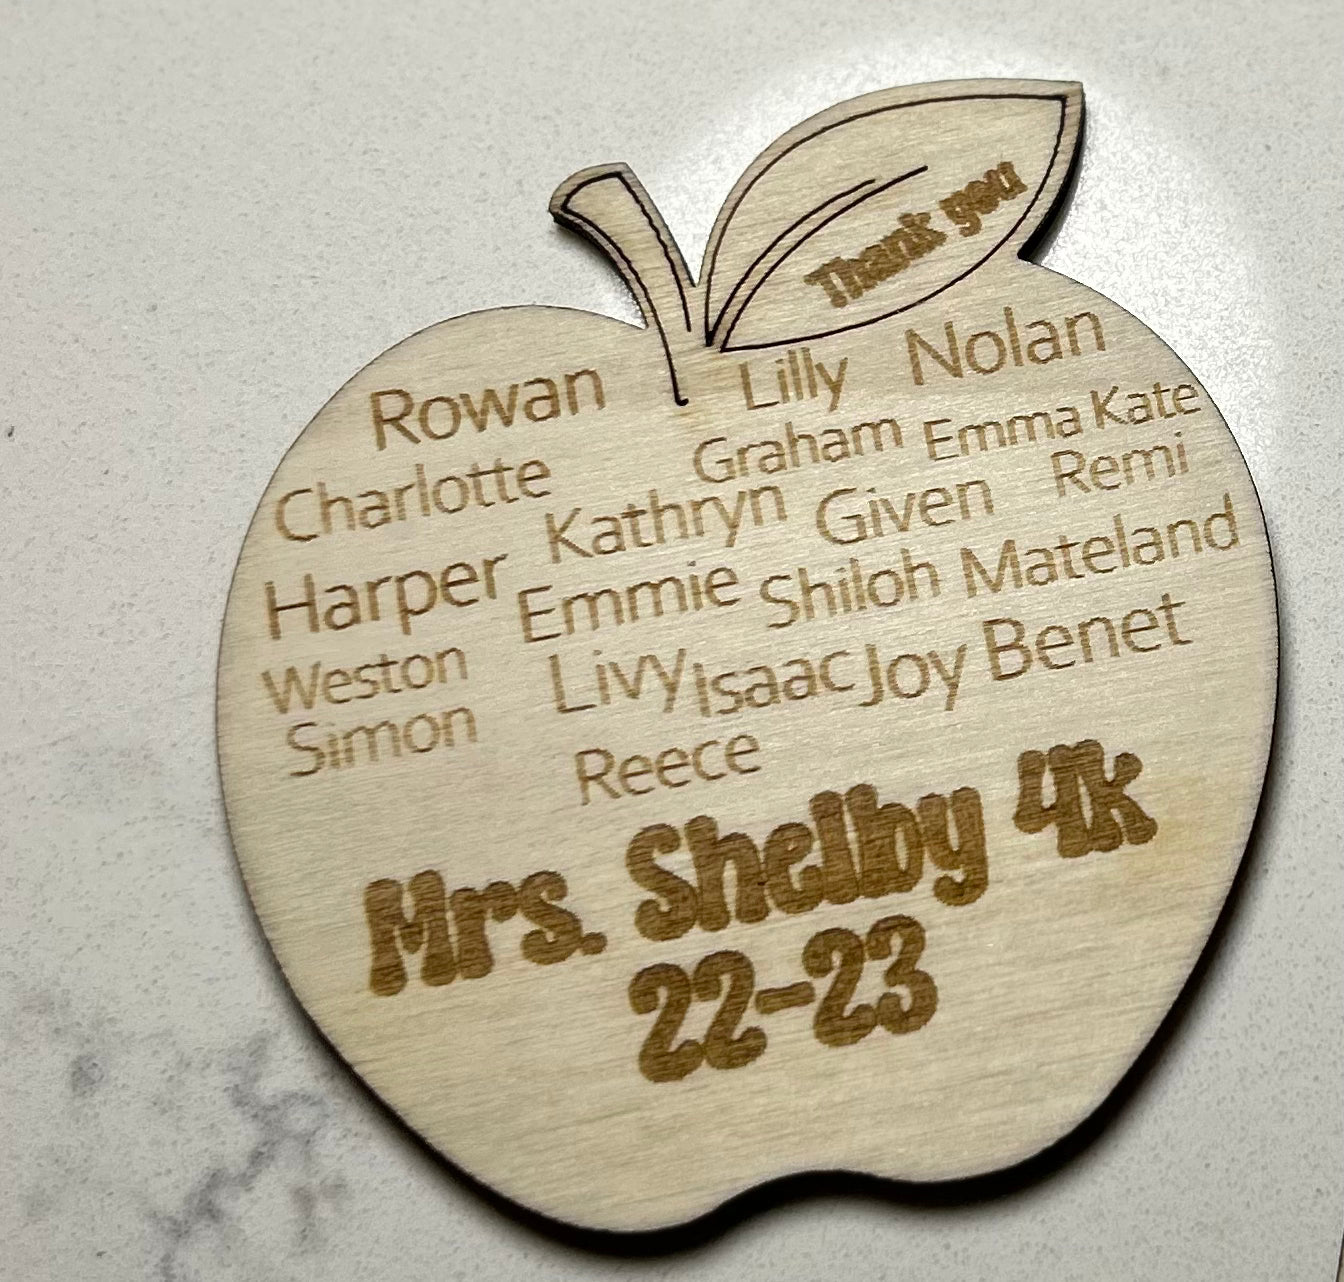 Thank you
Rowan Lilly Nolan
Charlotte Graham Emma Kate
Kathryn Given Remi
Harper Emmie Shiloh Mateland
Weston Livy Isaac Joy Benet
Simon Reece
Mrs. Shelby 4k
22-23